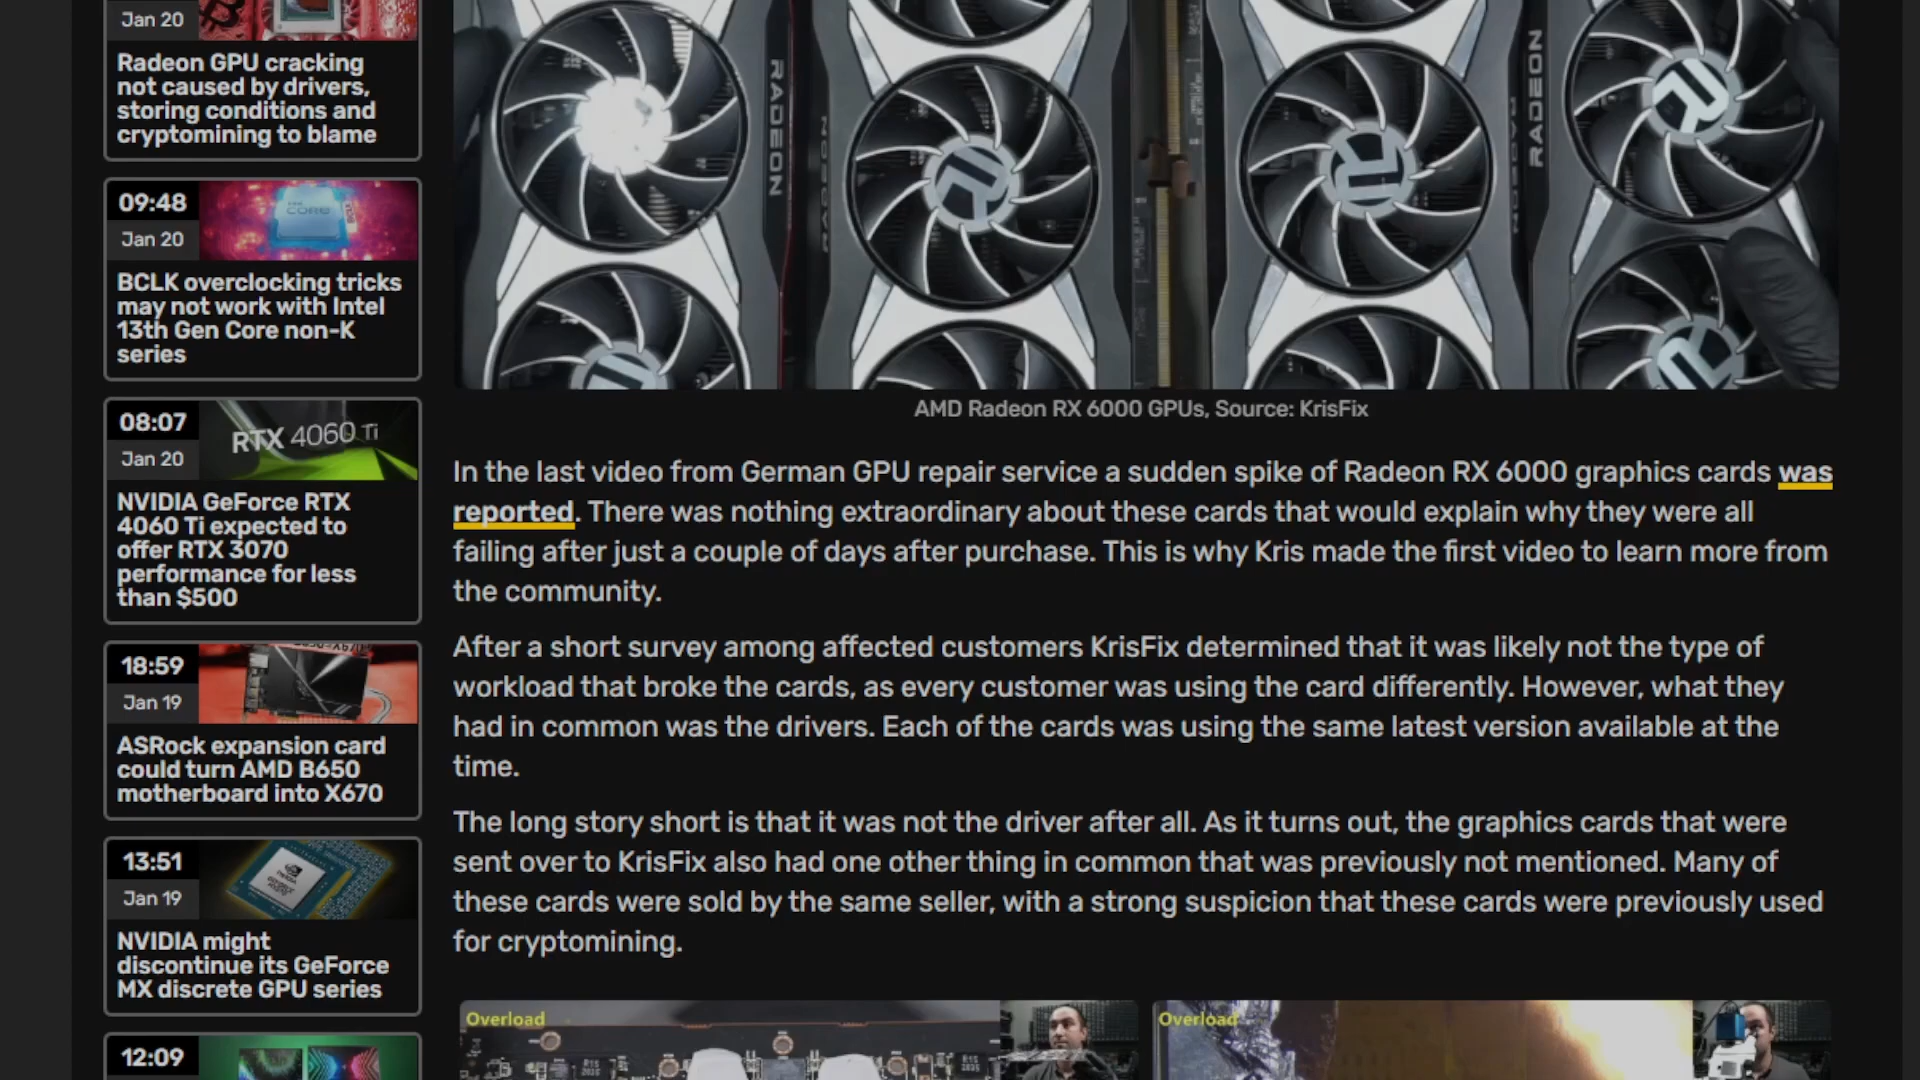 Jan 20
Radeon GPU cracking
not caused by drivers,
storing conditions and
cryptomining to blame
09:48
Jan 20
CORE
BCLK overclocking tricks
may not work with Intel
13th Gen Core non-K
series
08:07
Jan 20
RTX 4060 Ti
NVIDIA GeForce RTX
4060 Ti expected to
offer RTX 3070
performance for less
than $500
18:59
Jan 19
ASRock expansion card
could turn AMD B650
motherboard into X670
13:51
Jan 19
NVIDIA might
discontinue its GeForce
MX discrete GPU series
12:09
RADEON
RADEON
RADEON
RADEON
AMD Radeon RX 6000 GPUs, Source: KrisFix
In the last video from German GPU repair service a sudden spike of Radeon RX 6000 graphics cards was
reported. There was nothing extraordinary about these cards that would explain why they were all
failing after just a couple of days after purchase. This is why Kris made the first video to learn more from
the community.
After a short survey among affected customers KrisFix determined that it was likely not the type of
workload that broke the cards, as every customer was using the card differently. However, what they
had in common was the drivers. Each of the cards was using the same latest version available at the
time.
The long story short is that it was not the driver after all. As it turns out, the graphics cards that were
sent over to KrisFix also had one other thing in common that was previously not mentioned. Many of
these cards were sold by the same seller, with a strong suspicion that these cards were previously used
for cryptomining.
Overload
Overload